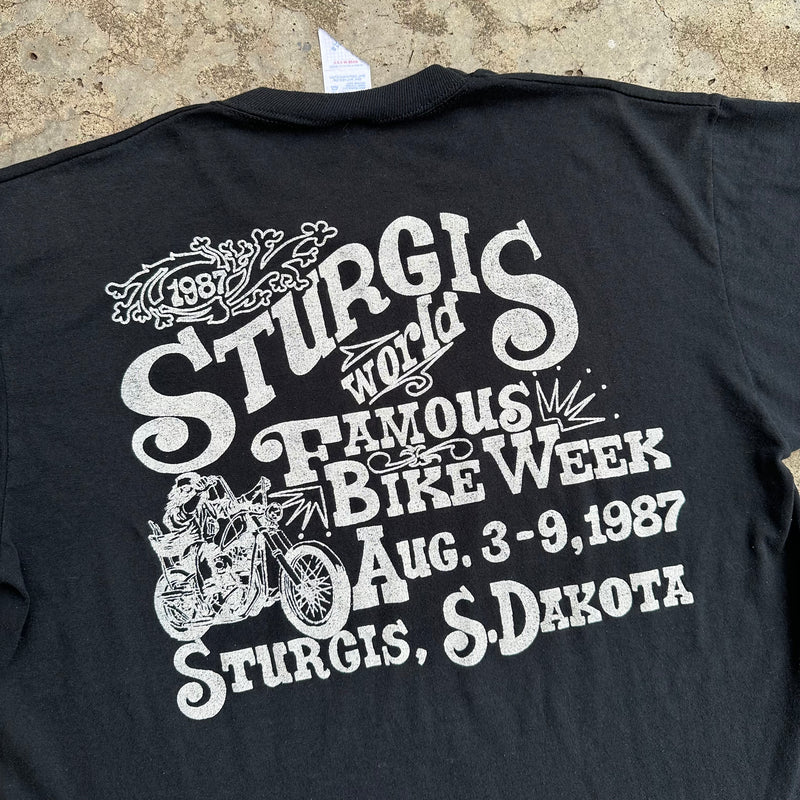 1987
STURGIS
world
FAMOUS
BIKE WEEK
AUG. 3-9, 1987
STURGIS, S. DAKOTA